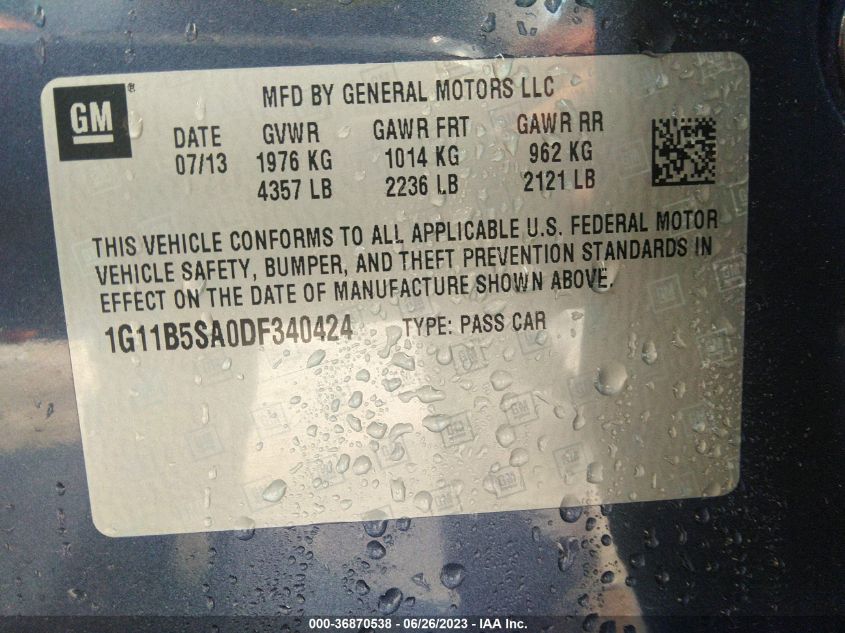 GM ®
MFD BY GENERAL MOTORS LLC
DATE GVWR GAWR FRT GAWR RR
07/13 1976 KG 1014 KG 962 KG
4357 LB 2236 LB 2121 LB
THIS VEHICLE CONFORMS TO ALL APPLICABLE U.S. FEDERAL MOTOR
VEHICLE SAFETY, BUMPER, AND THEFT PREVENTION STANDARDS IN
EFFECT ON THE DATE OF MANUFACTURE SHOWN ABOVE.
1G11B5SA0DF340424 TYPE: PASS CAR
000-36870538 - 06/26/2023 - IAA Inc.